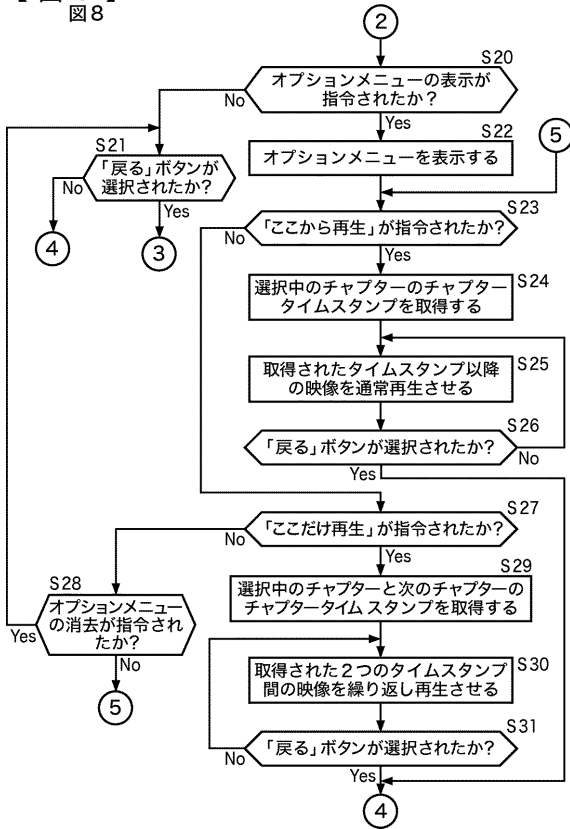 図8
2
S20
オプションメニューの表示が
指令されたか？
No
Yes
S22
オプションメニューを表示する
5
S21
「戻る」ボタンが
選択されたか？
No
Yes
4
3
S23
「ここから再生」が指令されたか？
No
Yes
S24
選択中のチャプターのチャプター
タイムスタンプを取得する
S25
取得されたタイムスタンプ以降
の映像を通常再生させる
S26
「戻る」ボタンが選択されたか？
No
Yes
S27
「ここだけ再生」が指令されたか？
No
Yes
S28
オプションメニュー
の消去が指令され
たか？
Yes
No
5
S29
選択中のチャプターと次のチャプターの
チャプタータイムスタンプを取得する
S30
取得された２つのタイムスタンプ
間の映像を繰り返し再生させる
S31
「戻る」ボタンが選択されたか？
No
Yes
4